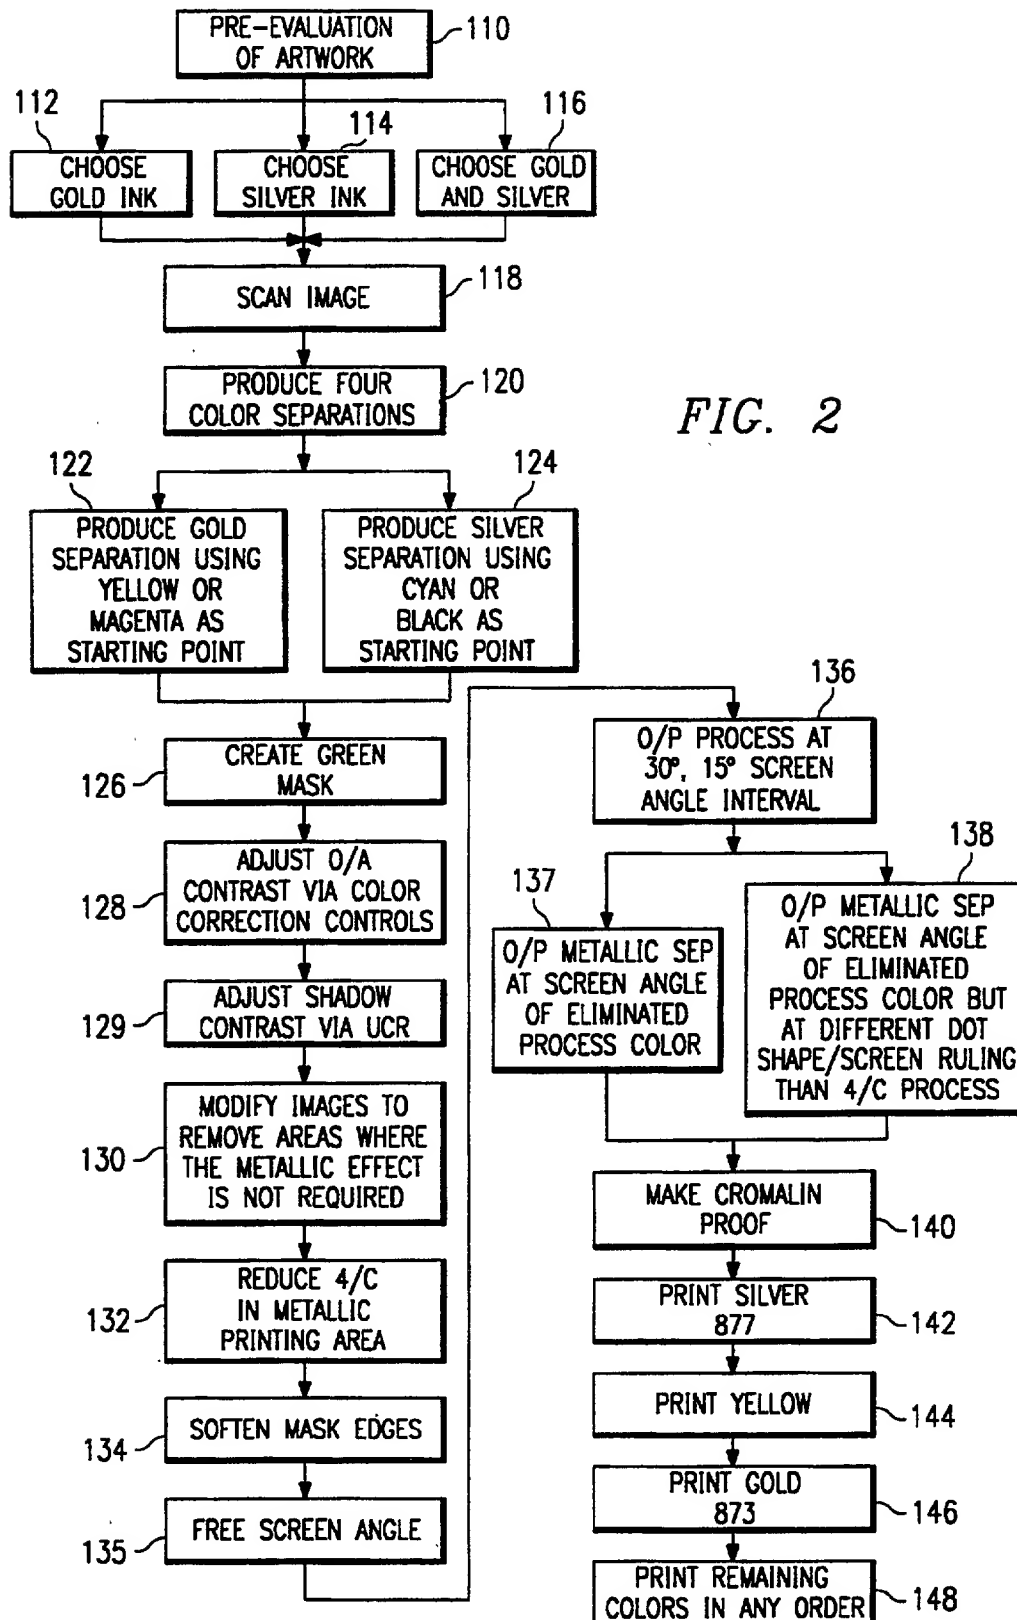 PRE-EVALUATION
OF ARTWORK
110
112
114
116
CHOOSE
GOLD INK
CHOOSE
SILVER INK
CHOOSE GOLD
AND SILVER
SCAN IMAGE
118
PRODUCE FOUR
COLOR SEPARATIONS
120
FIG. 2
122
124
PRODUCE GOLD
SEPARATION USING
YELLOW OR
MAGENTA AS
STARTING POINT
PRODUCE SILVER
SEPARATION USING
CYAN OR
BLACK AS
STARTING POINT
CREATE GREEN
MASK
126
ADJUST O/A
CONTRAST VIA COLOR
CORRECTION CONTROLS
128
ADJUST SHADOW
CONTRAST VIA UCR
129
MODIFY IMAGES TO
REMOVE AREAS WHERE
THE METALLIC EFFECT
IS NOT REQUIRED
130
REDUCE 4/C
IN METALLIC
PRINTING AREA
132
SOFTEN MASK EDGES
134
FREE SCREEN ANGLE
135
136
O/P PROCESS AT
30°, 15° SCREEN
ANGLE INTERVAL
137
O/P METALLIC SEP
AT SCREEN ANGLE
OF ELIMINATED
PROCESS COLOR
138
O/P METALLIC SEP
AT SCREEN ANGLE
OF ELIMINATED
PROCESS COLOR BUT
AT DIFFERENT DOT
SHAPE/SCREEN RULING
THAN 4/C PROCESS
MAKE CROMALIN
PROOF
140
PRINT SILVER
877
142
PRINT YELLOW
144
PRINT GOLD
873
146
PRINT REMAINING
COLORS IN ANY ORDER
148